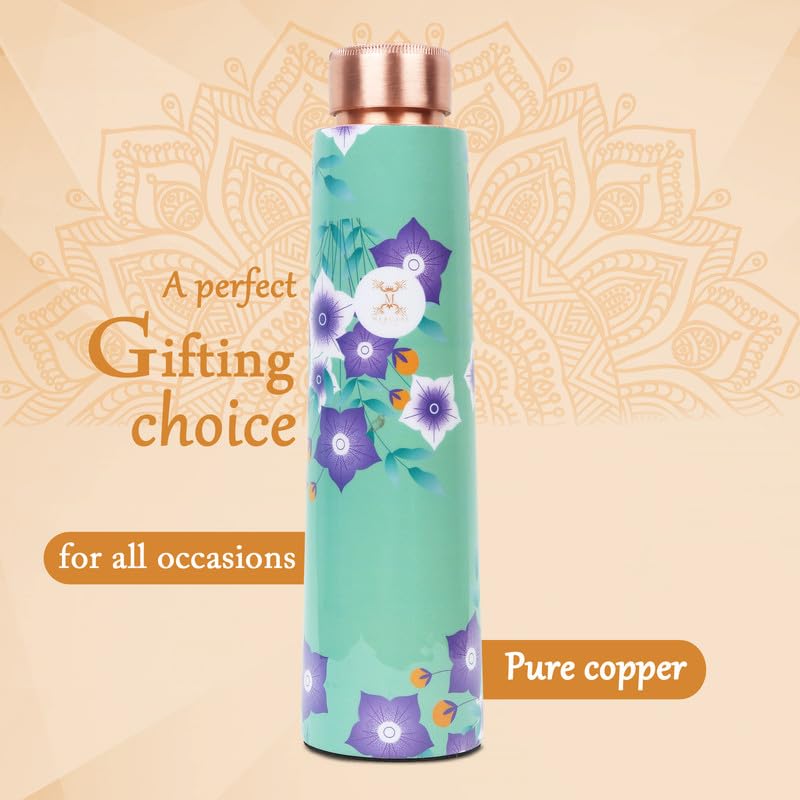 A perfect
Gifting
choice
for all occasions
M
Pure copper